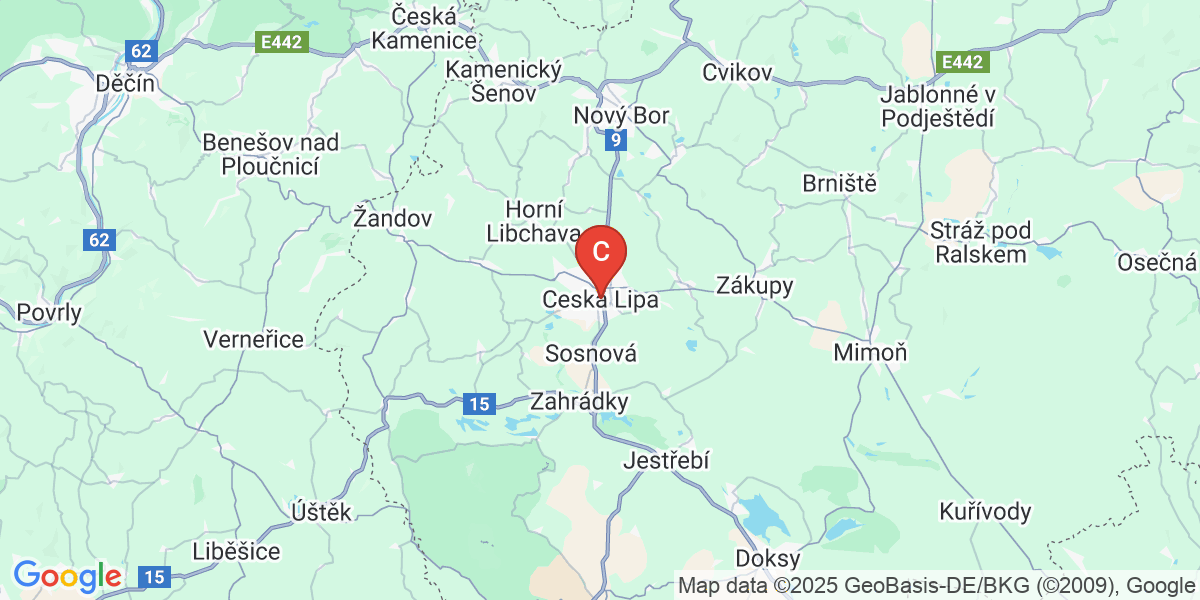 Česká
Kamenice
E442
62
Děčín
Kamenický
Šenov
Cvikov
E442
Jablonné v
Podještědí
Nový Bor
9
Benešov nad
Ploučnicí
Brniště
Žandov
Horní
Libchava
62
Stráž pod
Ralskem
Osečná
C
Zákupy
Ceska Lipa
Povrly
Verneřice
Sosnová
Mimoň
15
Zahrádky
Jestřebí
Úštěk
Kuřívody
Liběšice
Doksy
Google
15
Map data ©2025 GeoBasis-DE/BKG (©2009), Google